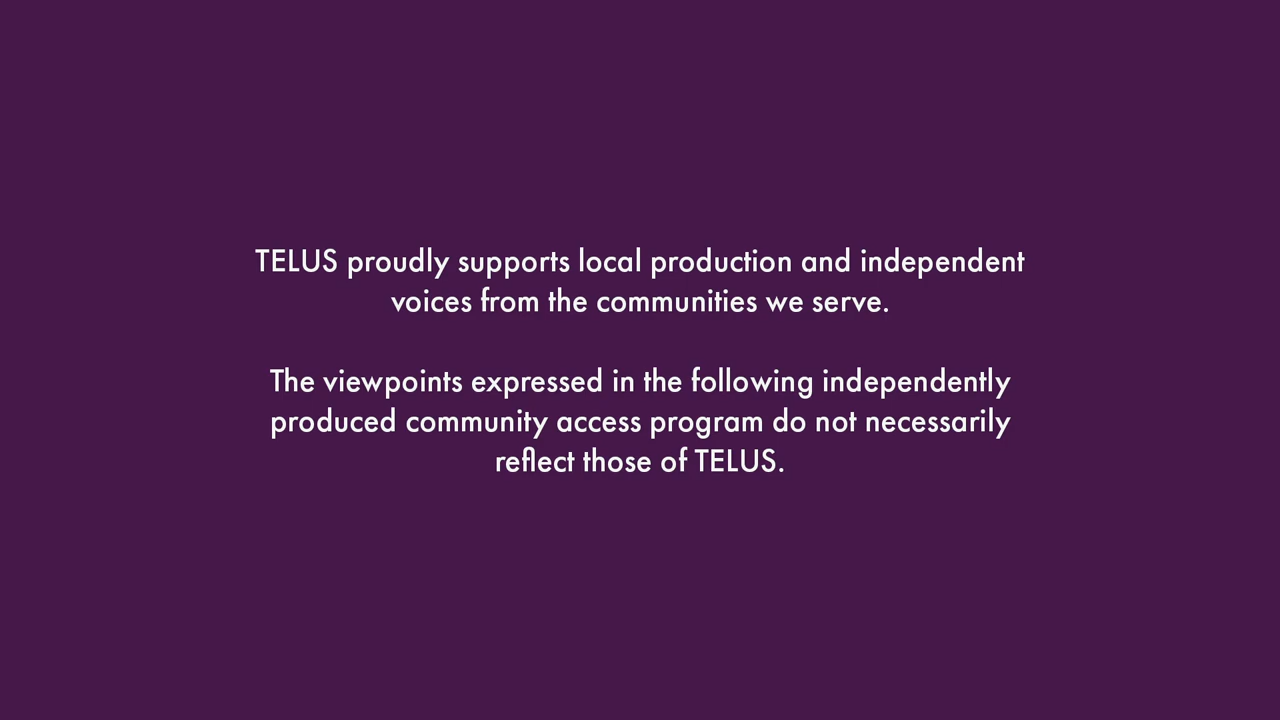 TELUS proudly supports local production and independent
voices from the communities we serve.
The viewpoints expressed in the following independently
produced community access program do not necessarily
reflect those of TELUS.